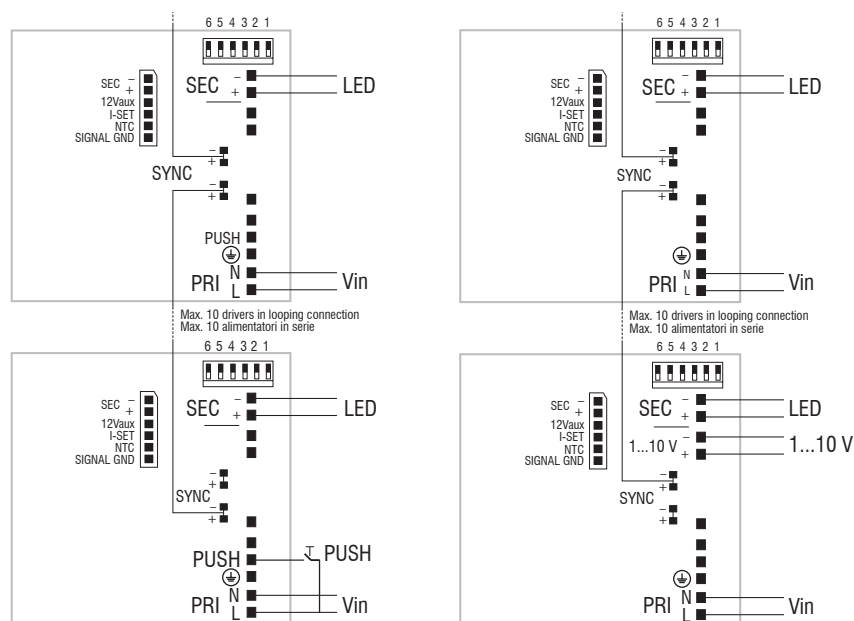 6 5 4 3 2 1
SEC -
+
12Vaux
I-SET
NTC
SIGNAL GND
SEC -
+
LED
-
+
SYNC
-
+
PUSH
N
PRI L
Vin
Max. 10 drivers in looping connection
Max. 10 alimentatori in serie
6 5 4 3 2 1
SEC -
+
12Vaux
I-SET
NTC
SIGNAL GND
SEC -
+
LED
-
+
SYNC
-
+
N
PRI L
Vin
Max. 10 drivers in looping connection
Max. 10 alimentatori in serie
6 5 4 3 2 1
SEC -
+
12Vaux
I-SET
NTC
SIGNAL GND
SEC -
+
LED
-
+
SYNC
-
+
PUSH
PUSH
N
PRI L
Vin
6 5 4 3 2 1
SEC -
+
12Vaux
I-SET
NTC
SIGNAL GND
SEC -
+
LED
1...10 V -
+
1...10 V
-
+
SYNC
-
+
N
PRI L
Vin